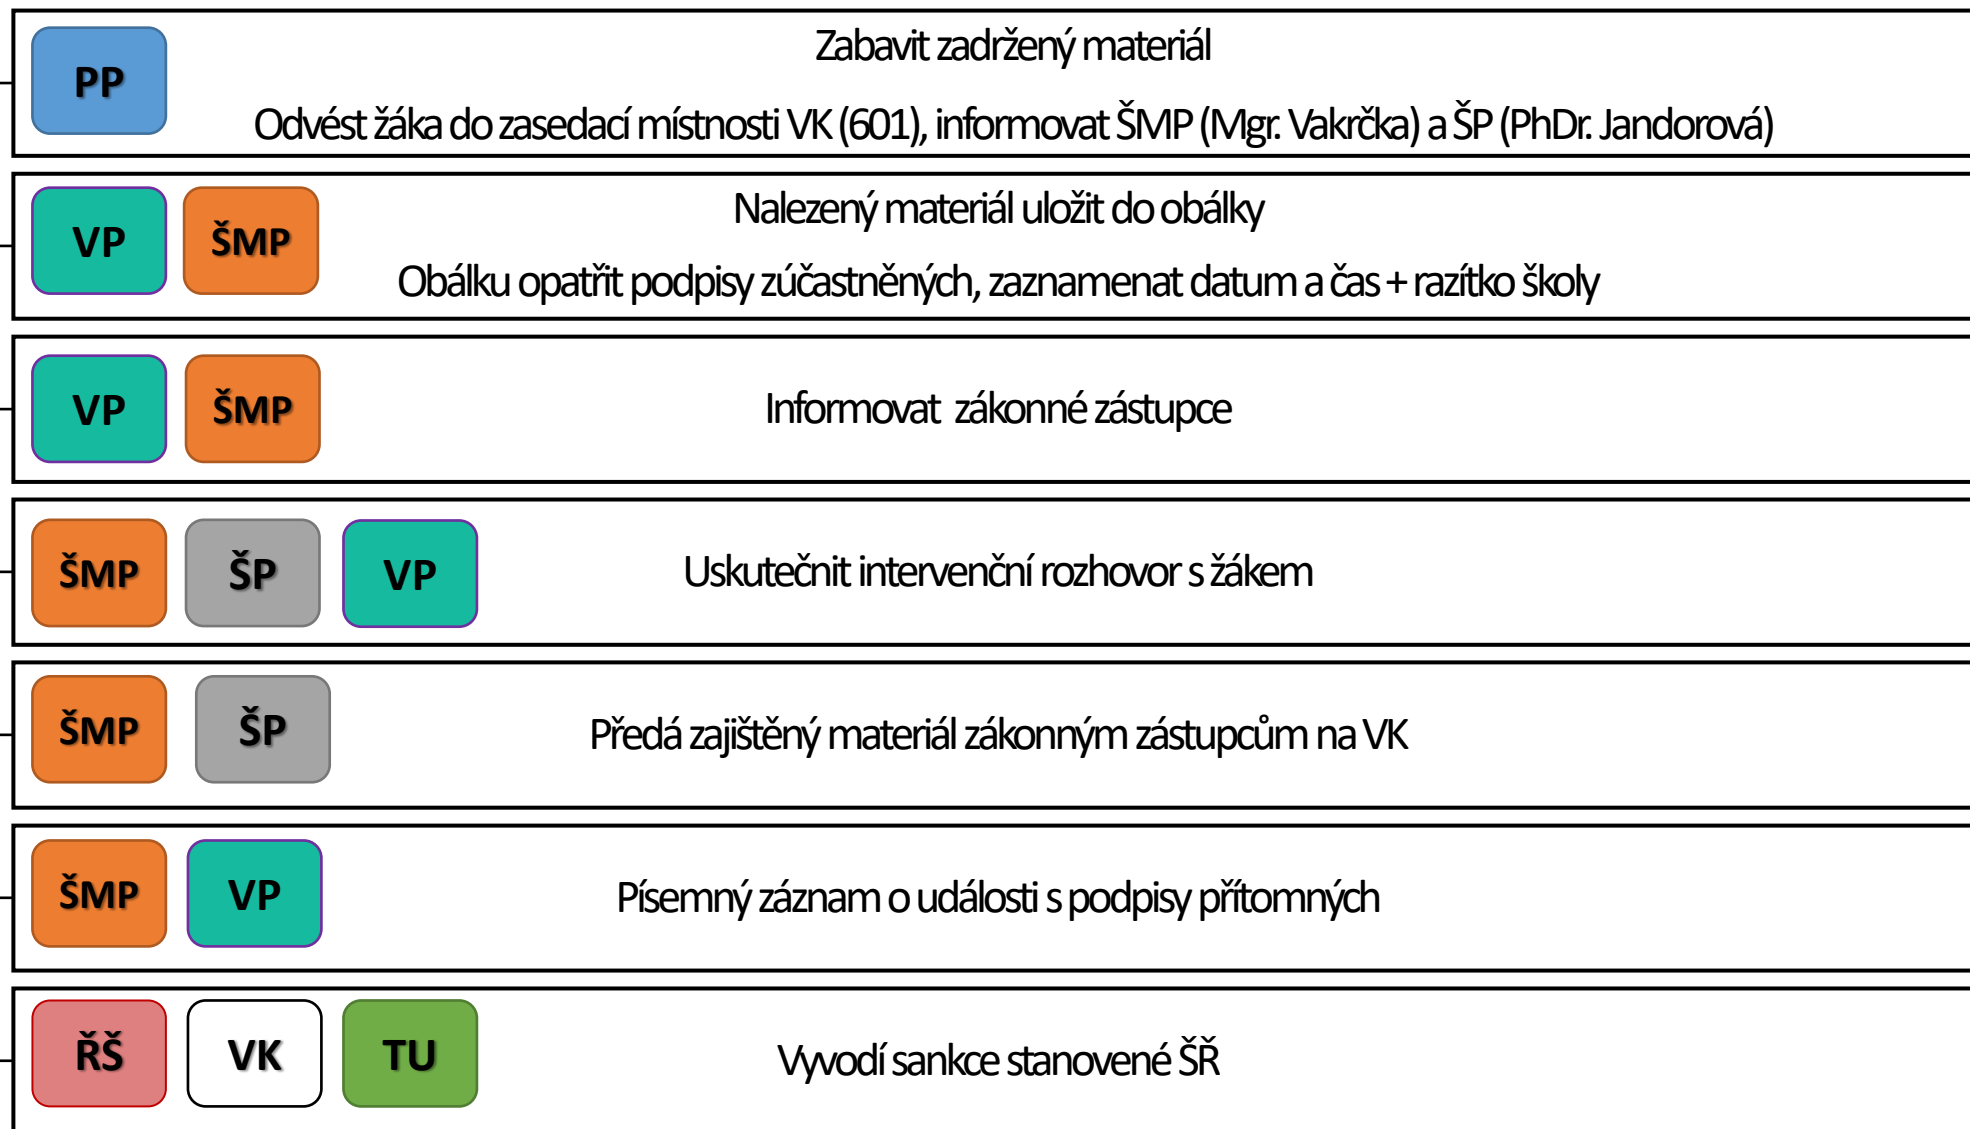 PP
Zabavit zadržený materiál
Odvést žáka do zasedací místnosti VK (601), informovat ŠMP (Mgr. Vakrčka) a ŠP (PhDr. Jandorová)
VP ŠMP
Nalezený materiál uložit do obálky
Obálku opatřit podpisy zúčastněných, zaznamenat datum a čas + razítko školy
VP ŠMP Informovat zákonné zástupce
ŠMP ŠP VP Uskutečnit intervenční rozhovor s žákem
ŠMP ŠP Předá zajištěný materiál zákonným zástupcům na VK
ŠMP VP Písemný záznam o události s podpisy přítomných
ŘŠ VK TU Vyvodí sankce stanovené ŠŘ